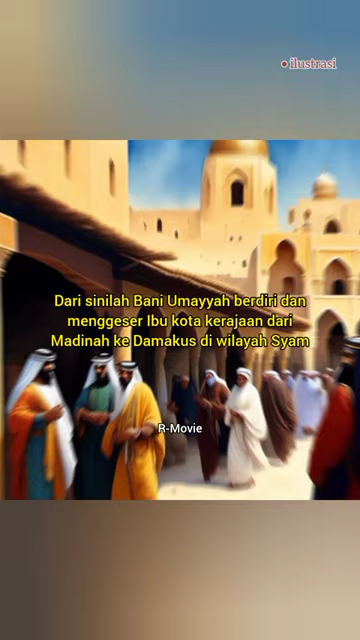 • ilustrasi
Dari sinilah Bani Umayyah berdiri dan
menggeser Ibu kota kerajaan dari
Madinah ke Damakus di wilayah Syam
R-Movie